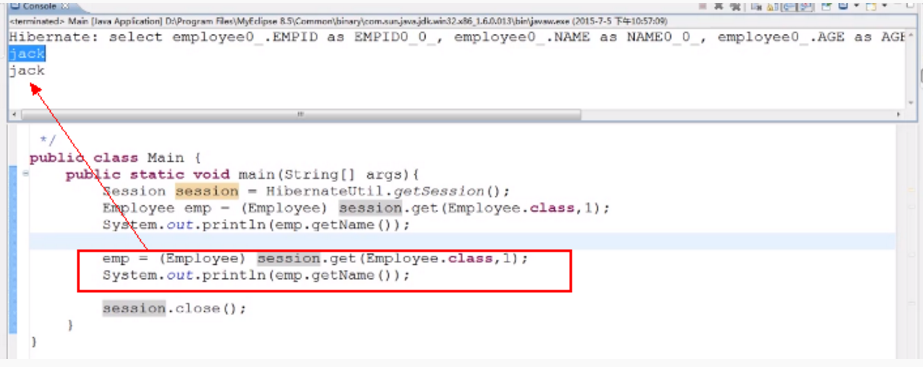 Console
<terminated> Main [Java Application] D:\Program Files\MyEclipse 8.5\Common\binary\com.sun.java.jdk.win32.x86_1.6.0.013\bin\javaw.exe (2015-7-5 下午10:57:09)
Hibernate: select employee0_.EMPID as EMPID0_0_, employee0_.NAME as NAME0_0_, employee0_.AGE as AGE
jack
jack
*/
public class Main {
public static void main(String[] args){
Session session = HibernateUtil.getSession();
Employee emp = (Employee) session.get(Employee.class,1);
System.out.println(emp.getName());
emp = (Employee) session.get(Employee.class,1);
System.out.println(emp.getName());
session.close();
}
}